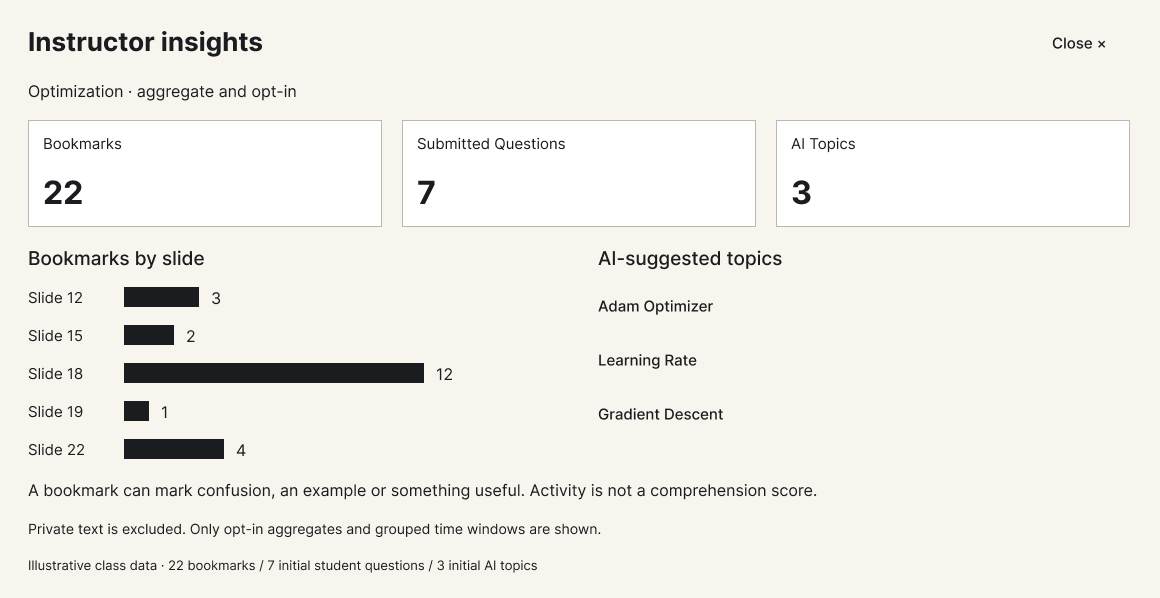 Instructor insights
Close ×
Optimization · aggregate and opt-in
Bookmarks
22
Submitted Questions
7
AI Topics
3
Bookmarks by slide
Slide 12 3
Slide 15 2
Slide 18 12
Slide 19 1
Slide 22 4
AI-suggested topics
Adam Optimizer
Learning Rate
Gradient Descent
A bookmark can mark confusion, an example or something useful. Activity is not a comprehension score.
Private text is excluded. Only opt-in aggregates and grouped time windows are shown.
Illustrative class data · 22 bookmarks / 7 initial student questions / 3 initial AI topics